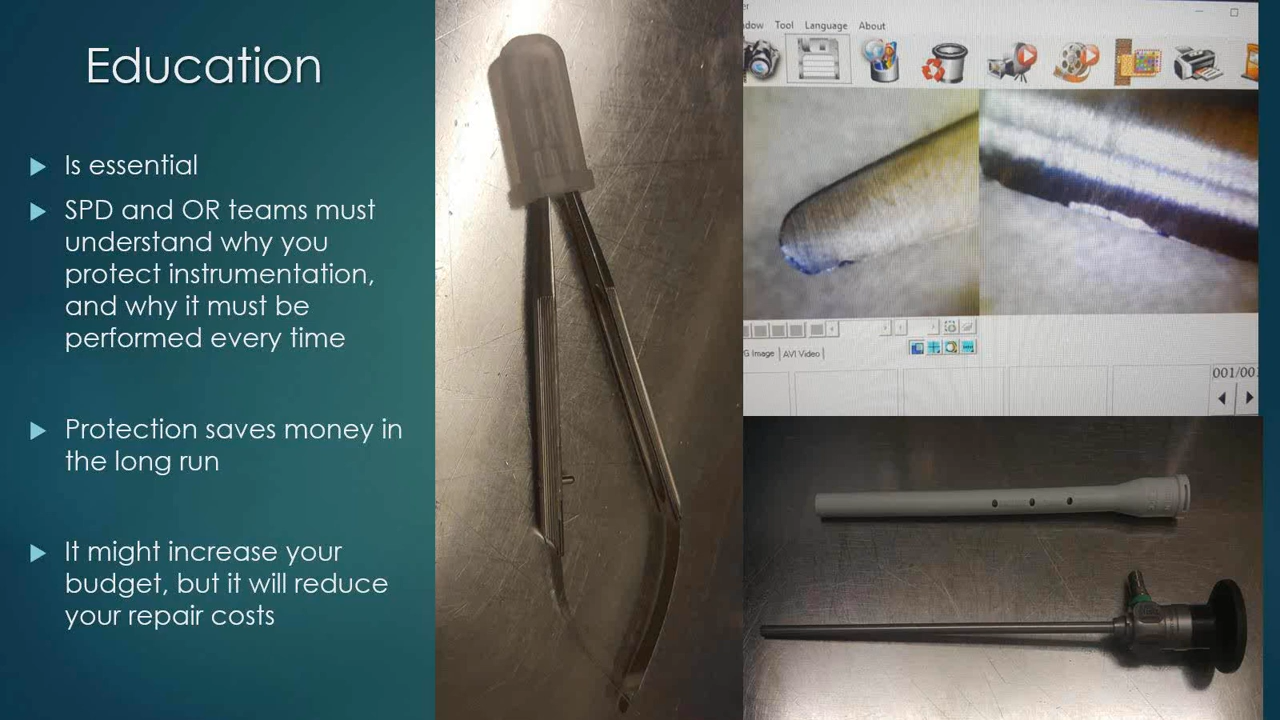 Education
Is essential
SPD and OR teams must
understand why you
protect instrumentation,
and why it must be
performed every time
Protection saves money in
the long run
It might increase your
budget, but it will reduce
your repair costs
Tool Language About
G Image AVI Video